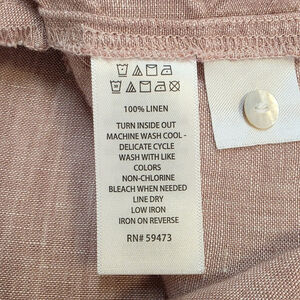 100% LINEN
TURN INSIDE OUT
MACHINE WASH COOL -
DELICATE CYCLE
WASH WITH LIKE
COLORS
NON-CHLORINE
BLEACH WHEN NEEDED
LINE DRY
LOW IRON
IRON ON REVERSE
RN# 59473